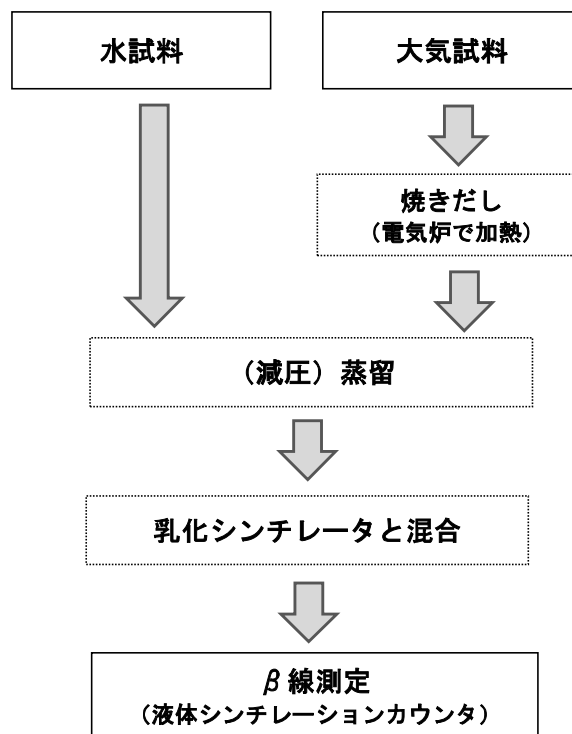 水試料
大気試料
焼きだし
（電気炉で加熱）
（減圧）蒸留
乳化シンチレータと混合
β線測定
（液体シンチレーションカウンタ）